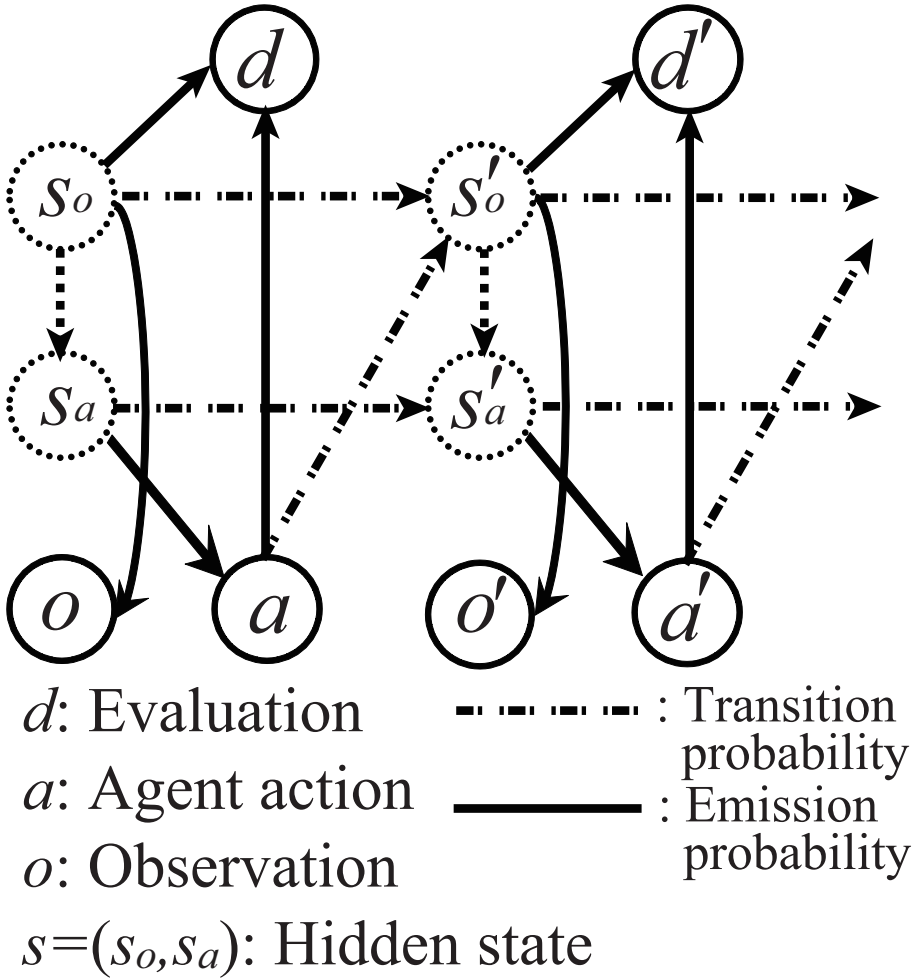 d d′
sₒ s′ₒ
sₐ s′ₐ
o a o′ a′
d: Evaluation
a: Agent action
o: Observation
s=(sₒ,sₐ): Hidden state
: Transition
probability
: Emission
probability